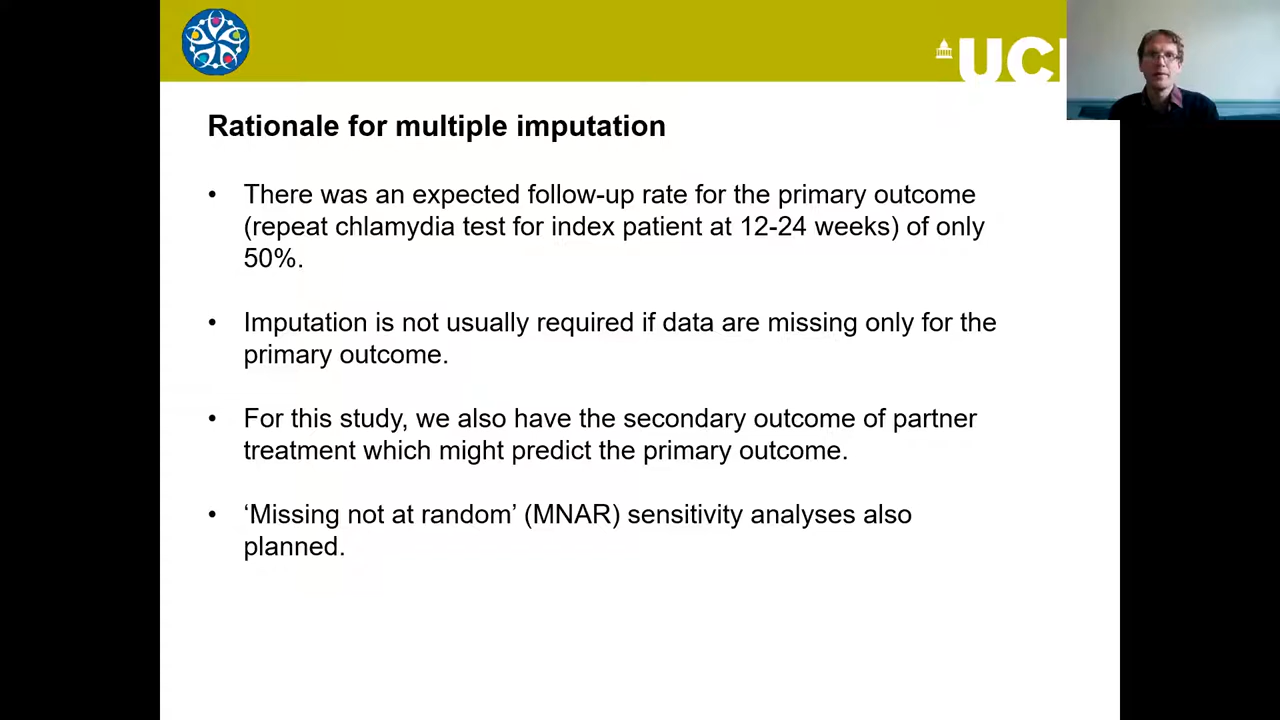 UCL
Rationale for multiple imputation
• There was an expected follow-up rate for the primary outcome
(repeat chlamydia test for index patient at 12-24 weeks) of only
50%.
• Imputation is not usually required if data are missing only for the
primary outcome.
• For this study, we also have the secondary outcome of partner
treatment which might predict the primary outcome.
• ‘Missing not at random’ (MNAR) sensitivity analyses also
planned.